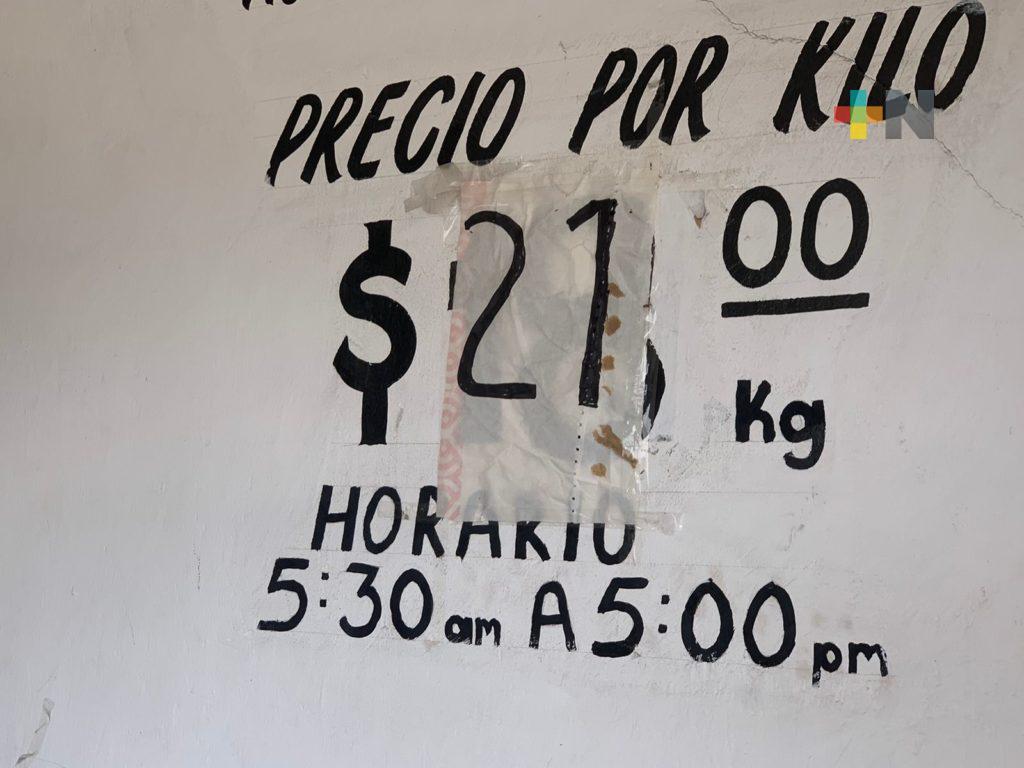 PRECIO POR KILO
+N
$21.00
Kg
HORARIO
5:30 am A 5:00 pm